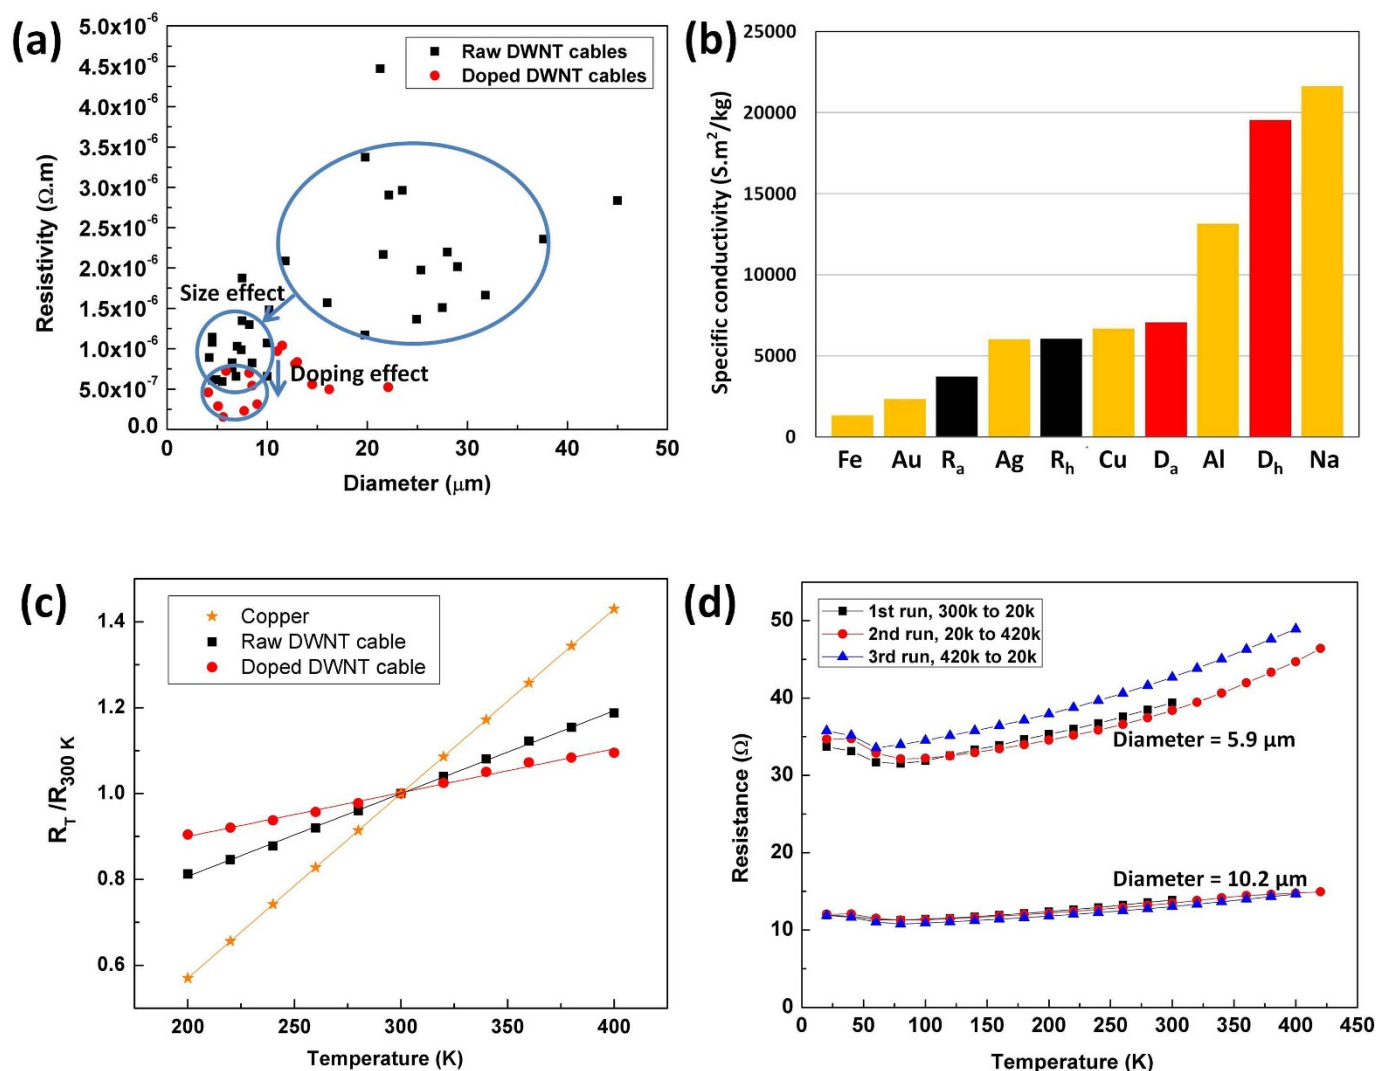 (a)
5.0x10-6
4.5x10-6
4.0x10-6
3.5x10-6
3.0x10-6
2.5x10-6
2.0x10-6
1.5x10-6
1.0x10-6
5.0x10-7
0.0
Resistivity (Ω.m)
Raw DWNT cables
Doped DWNT cables
Size effect
Doping effect
0 10 20 30 40 50
Diameter (μm)
(b)
25000
20000
15000
10000
5000
0
Specific conductivity (S.m2/kg)
Fe Au Ra Ag Rh Cu Da Al Dh Na
(c)
1.4
1.2
1.0
0.8
0.6
RT /R300 K
Copper
Raw DWNT cable
Doped DWNT cable
200 250 300 350 400
Temperature (K)
(d)
50
40
30
20
10
0
Resistance (Ω)
1st run, 300k to 20k
2nd run, 20k to 420k
3rd run, 420k to 20k
Diameter = 5.9 μm
Diameter = 10.2 μm
0 50 100 150 200 250 300 350 400 450
Temperature (K)